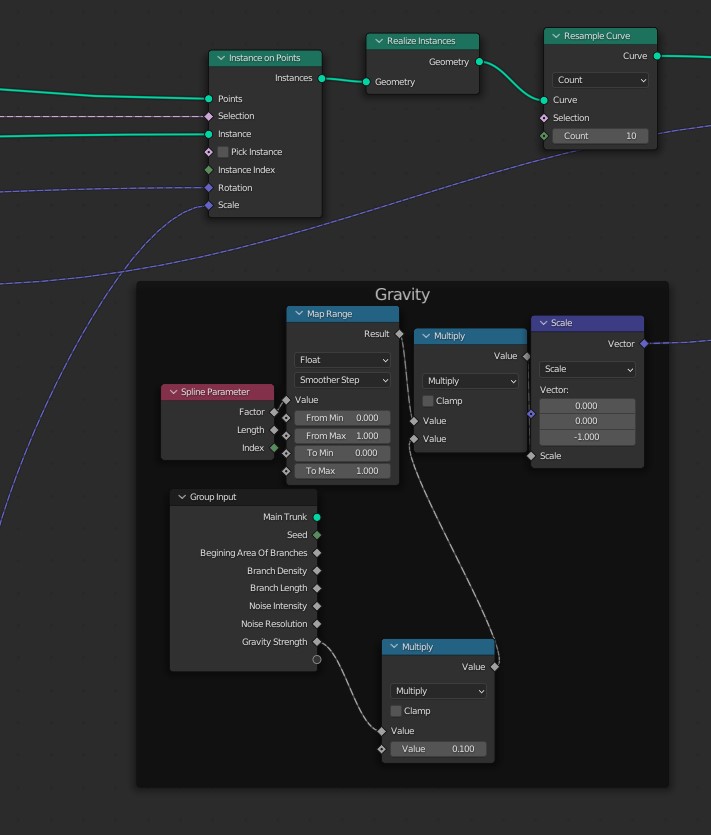 Instance on Points
Instances
Points
Selection
Instance
Pick Instance
Instance Index
Rotation
Scale
Realize Instances
Geometry
Geometry
Resample Curve
Curve
Count
Curve
Selection
Count 10
Gravity
Spline Parameter
Factor
Length
Index
Map Range
Result
Float
Smoother Step
Value
From Min 0.000
From Max 1.000
To Min 0.000
To Max 1.000
Multiply
Value
Multiply
Clamp
Value
Value
Scale
Vector
Scale
Vector:
0.000
0.000
-1.000
Scale
Group Input
Main Trunk
Seed
Begining Area Of Branches
Branch Density
Branch Length
Noise Intensity
Noise Resolution
Gravity Strength
Multiply
Value
Multiply
Clamp
Value
Value 0.100